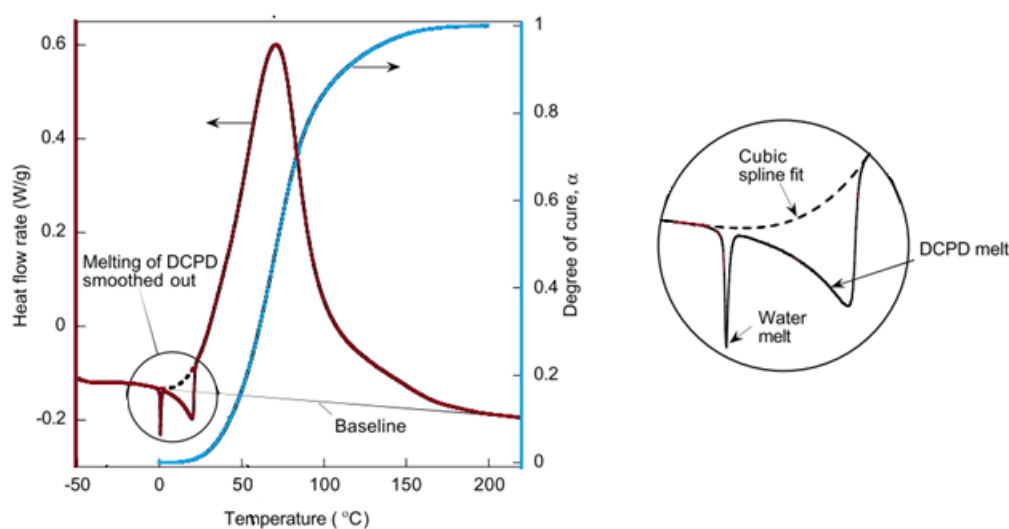 0.6
0.4
0.2
0
-0.2
Heat flow rate (W/g)
Melting of DCPD
smoothed out
Baseline
-50
0
50
100
150
200
Temperature ( °C)
1
0.8
0.6
0.4
0.2
0
Degree of cure, α
Cubic
spline fit
DCPD melt
Water
melt